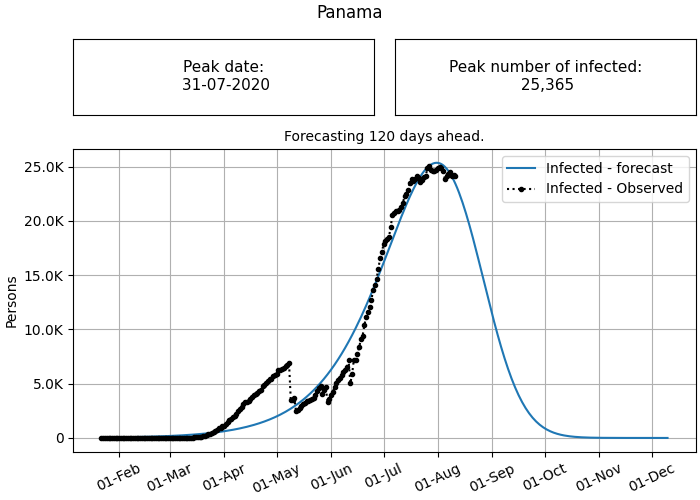 Panama
Peak date:
31-07-2020
Peak number of infected:
25,365
Forecasting 120 days ahead.
Infected - forecast
Infected - Observed
Persons
25.0K
20.0K
15.0K
10.0K
5.0K
0
01-Feb
01-Mar
01-Apr
01-May
01-Jun
01-Jul
01-Aug
01-Sep
01-Oct
01-Nov
01-Dec